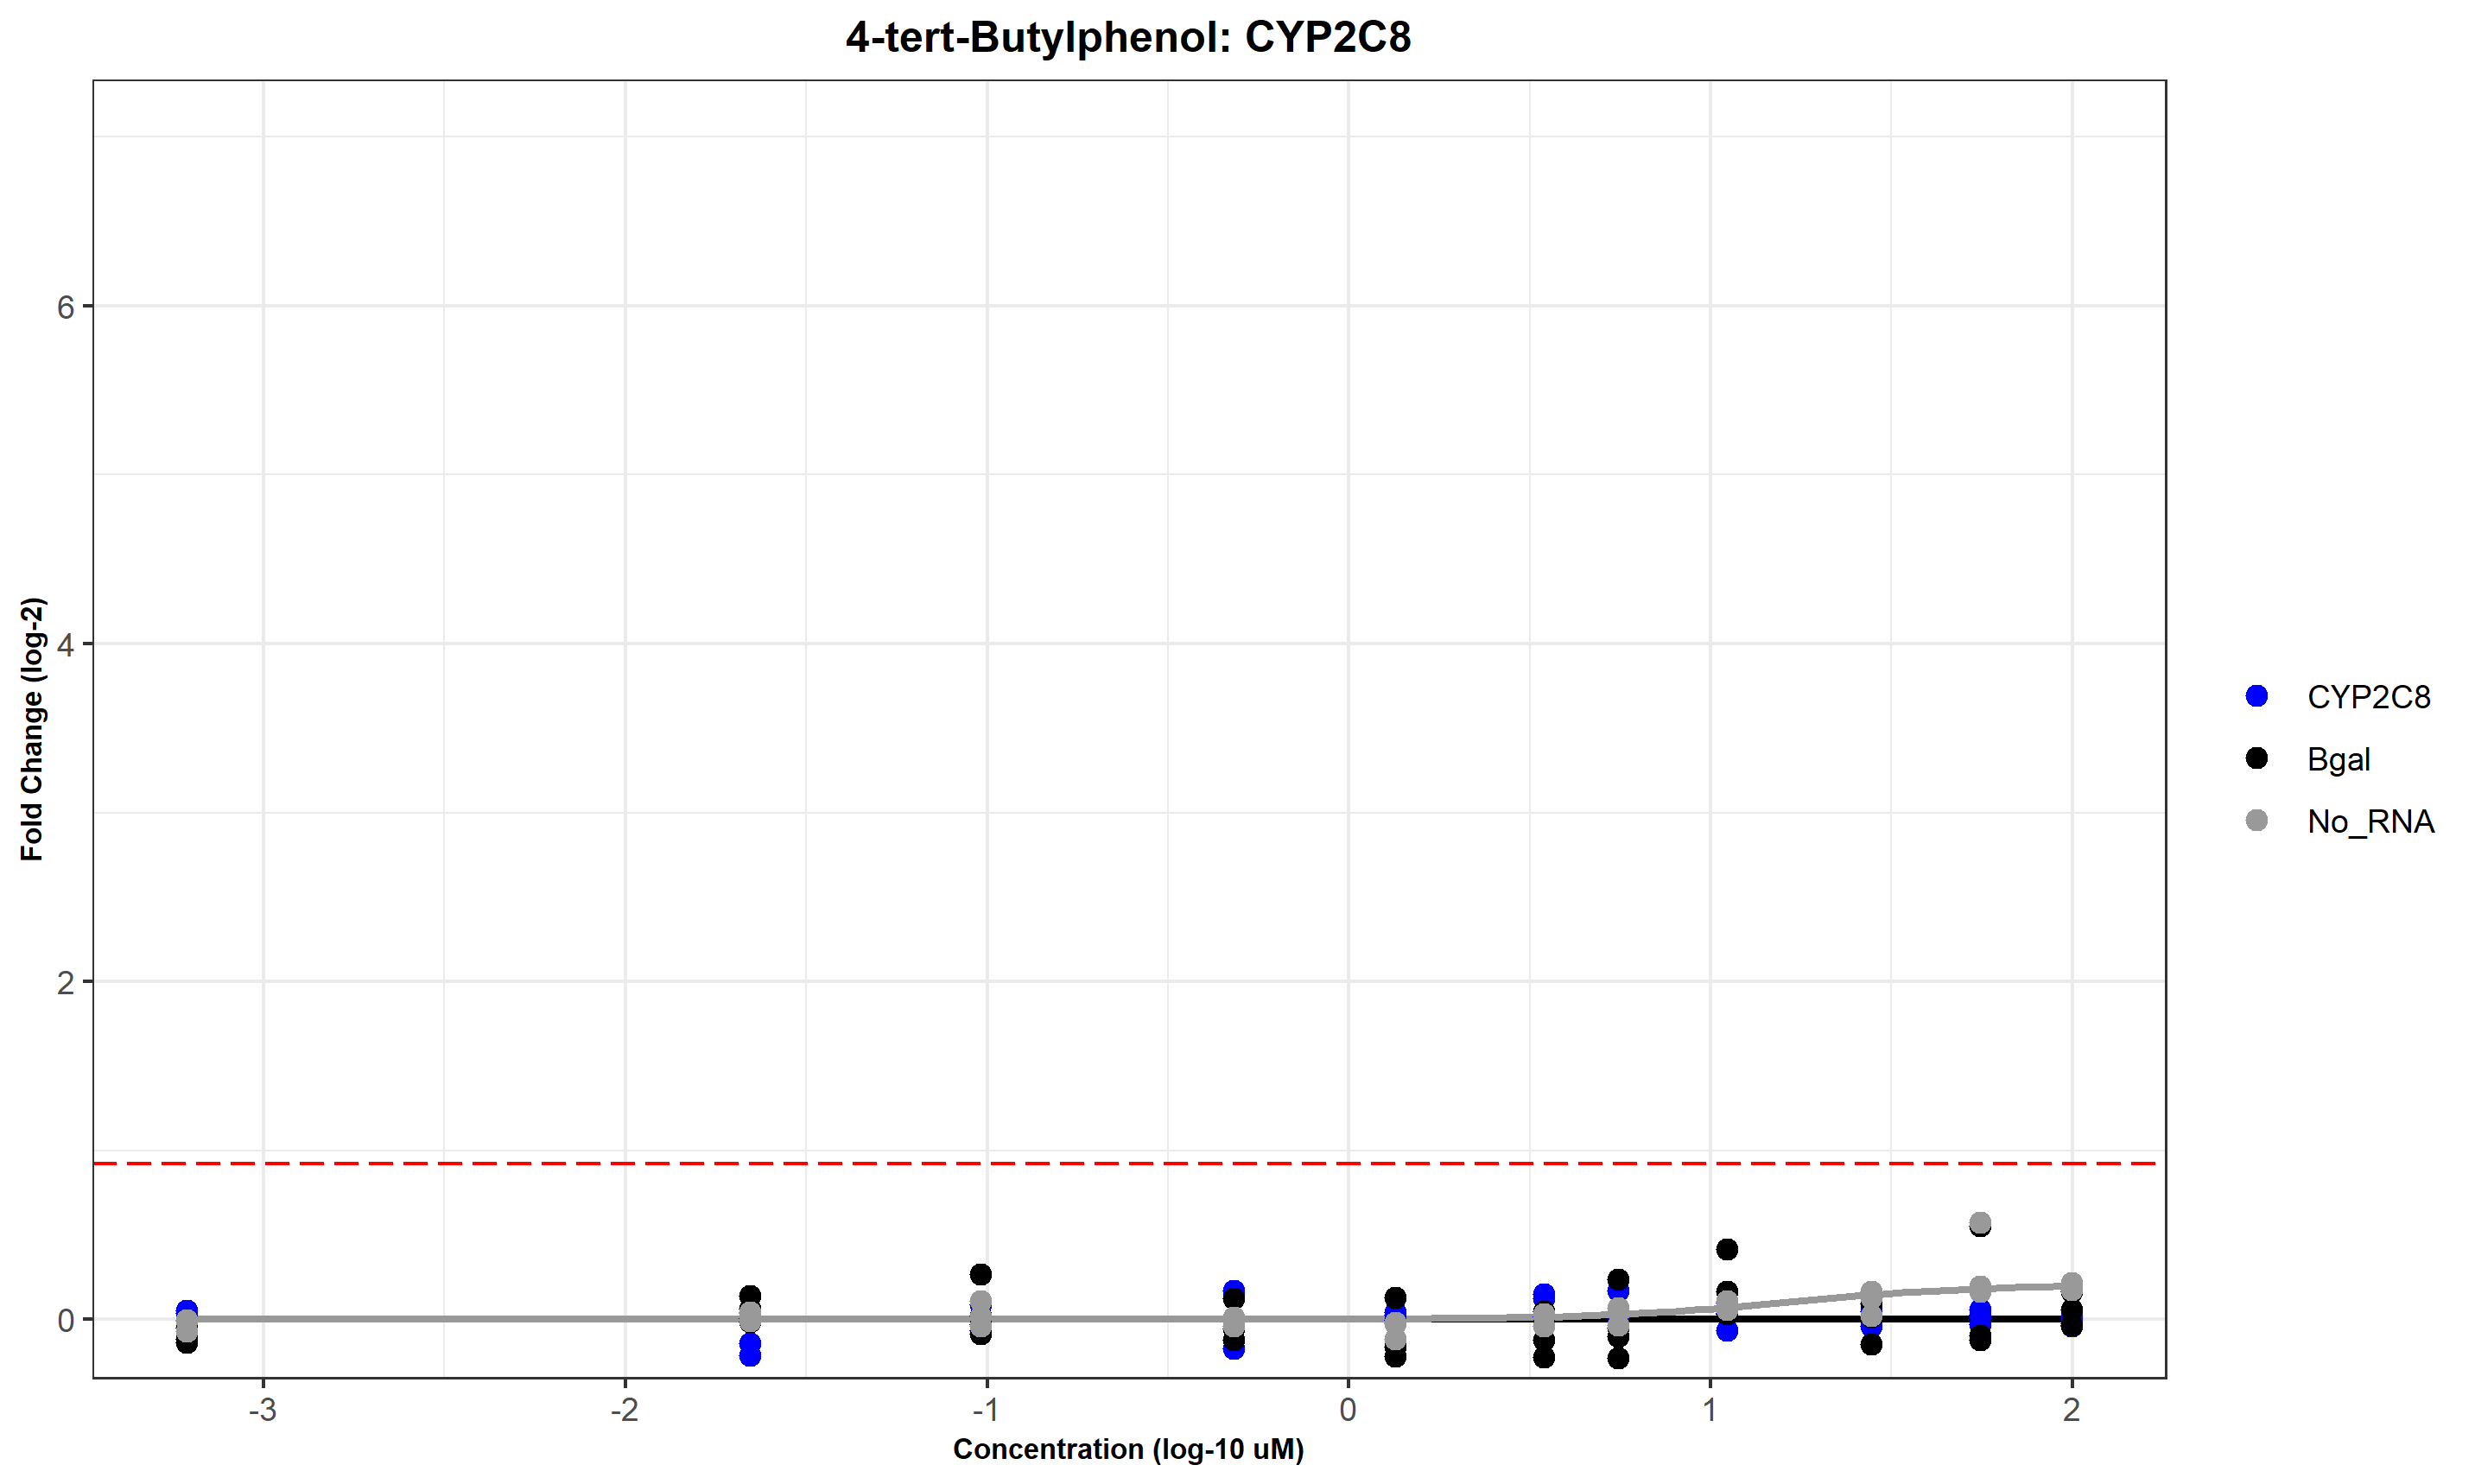 4-tert-Butylphenol: CYP2C8
Fold Change (log-2)
6
4
2
0
-3
-2
-1
0
1
2
Concentration (log-10 uM)
CYP2C8
Bgal
No_RNA